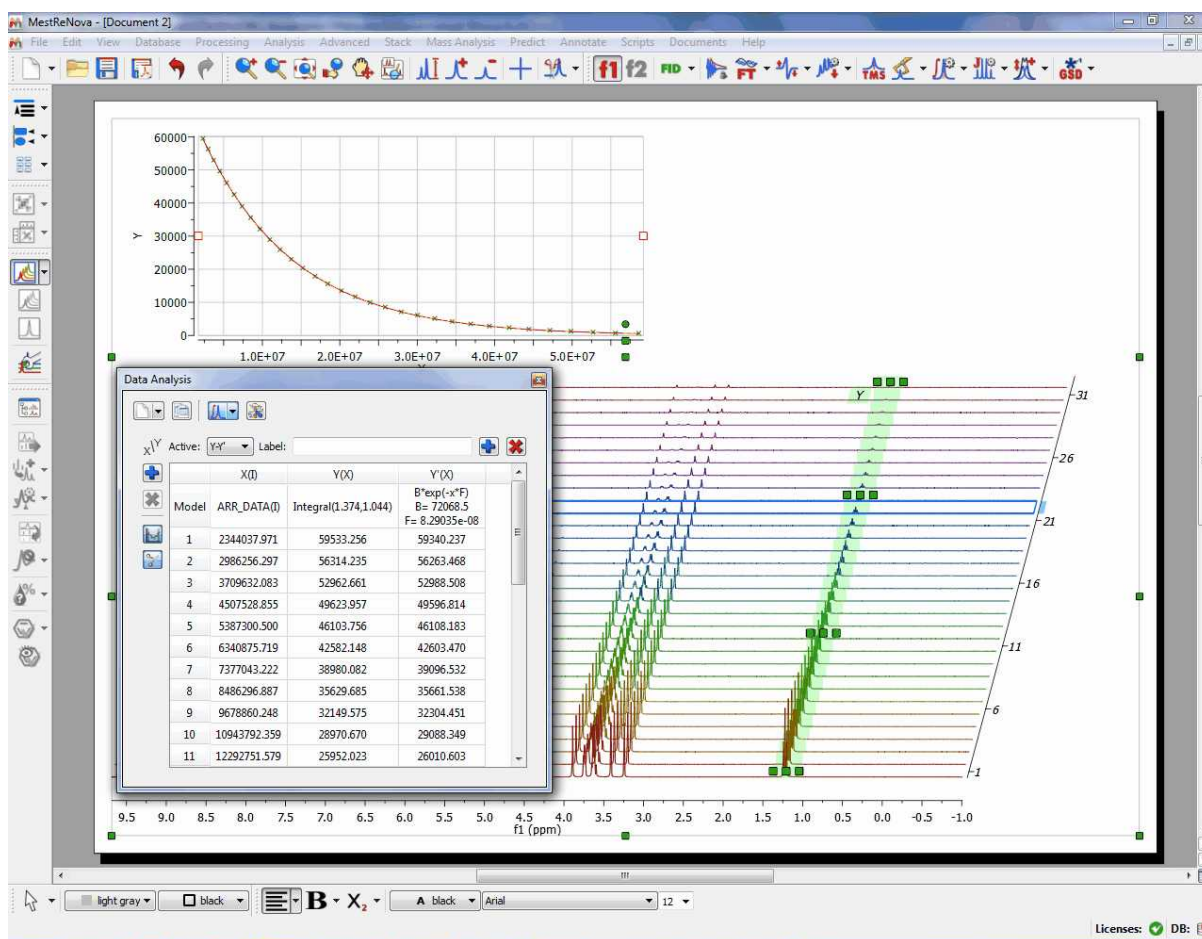 MestReNova - [Document 2]
File Edit View Database Processing Analysis Advanced Stack Mass Analysis Predict Annotate Scripts Documents Help
f1 f2 FID FT TMS GSD
60000
50000
40000
30000
20000
10000
0
Y
1.0E+07 2.0E+07 3.0E+07 4.0E+07 5.0E+07
Data Analysis
X Y Active: Y-Y' Label:
X(I) Y(X) Y'(X)
Model ARR_DATA(I) Integral(1.374,1.044) B*exp(-x*F)
B= 72068.5
F= 8.29035e-08
1 2344037.971 59533.256 59340.237
2 2986256.297 56314.235 56263.468
3 3709632.083 52962.661 52988.508
4 4507528.855 49623.957 49596.814
5 5387300.500 46103.756 46108.183
6 6340875.719 42582.148 42603.470
7 7377043.222 38980.082 39096.532
8 8486296.887 35629.685 35661.538
9 9678860.248 32149.575 32304.451
10 10943792.359 28970.670 29088.349
11 12292751.579 25952.023 26010.603
Y
31
26
21
16
11
6
1
9.5 9.0 8.5 8.0 7.5 7.0 6.5 6.0 5.5 5.0 4.5 4.0 3.5 3.0 2.5 2.0 1.5 1.0 0.5 0.0 -0.5 -1.0
f1 (ppm)
light gray black B X2 A black Arial 12
Licenses: DB: